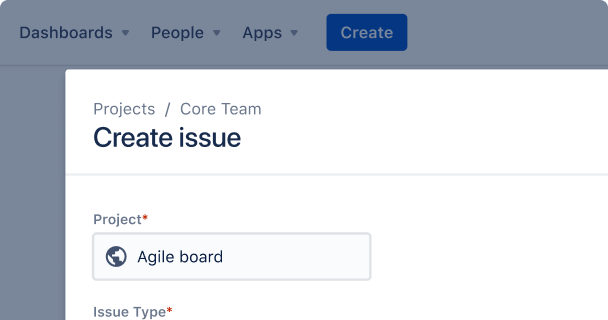 Dashboards People Apps Create
Projects / Core Team
Create issue
Project*
Agile board
Issue Type*